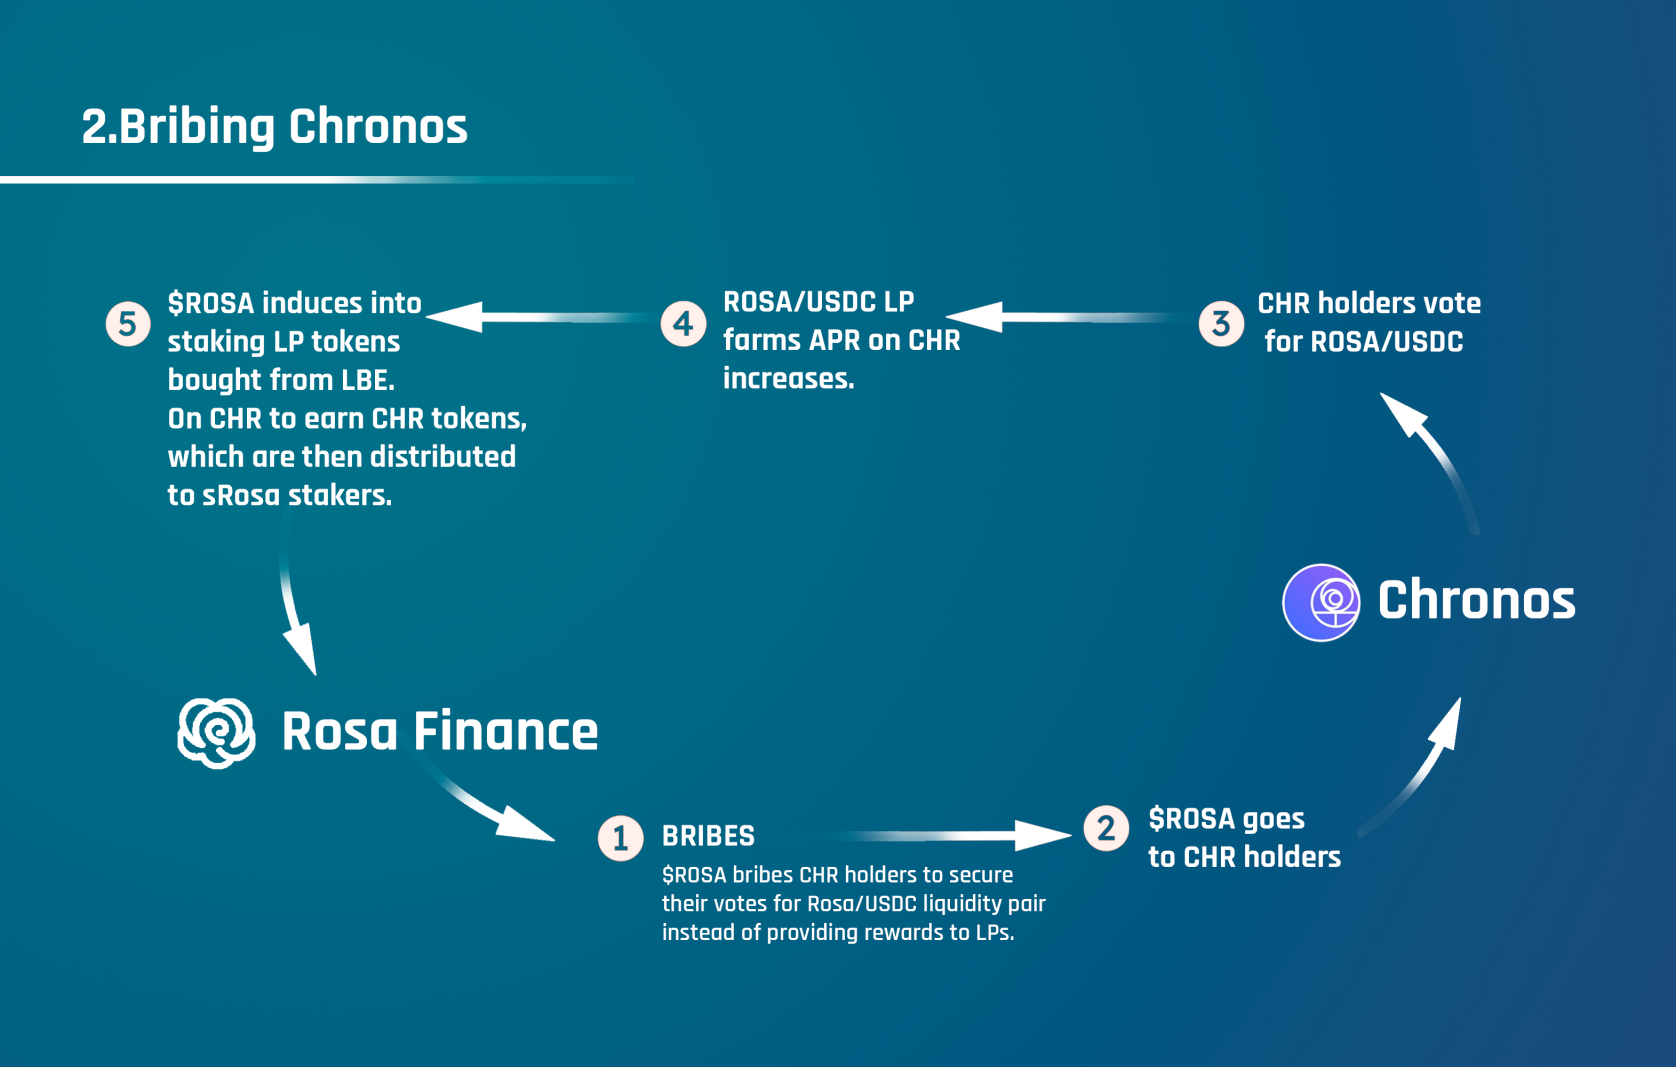 2.Bribing Chronos
5
$ROSA induces into
staking LP tokens
bought from LBE.
On CHR to earn CHR tokens,
which are then distributed
to sRosa stakers.
4
ROSA/USDC LP
farms APR on CHR
increases.
3
CHR holders vote
for ROSA/USDC
Chronos
Rosa Finance
1
BRIBES
$ROSA bribes CHR holders to secure
their votes for Rosa/USDC liquidity pair
instead of providing rewards to LPs.
2
$ROSA goes
to CHR holders